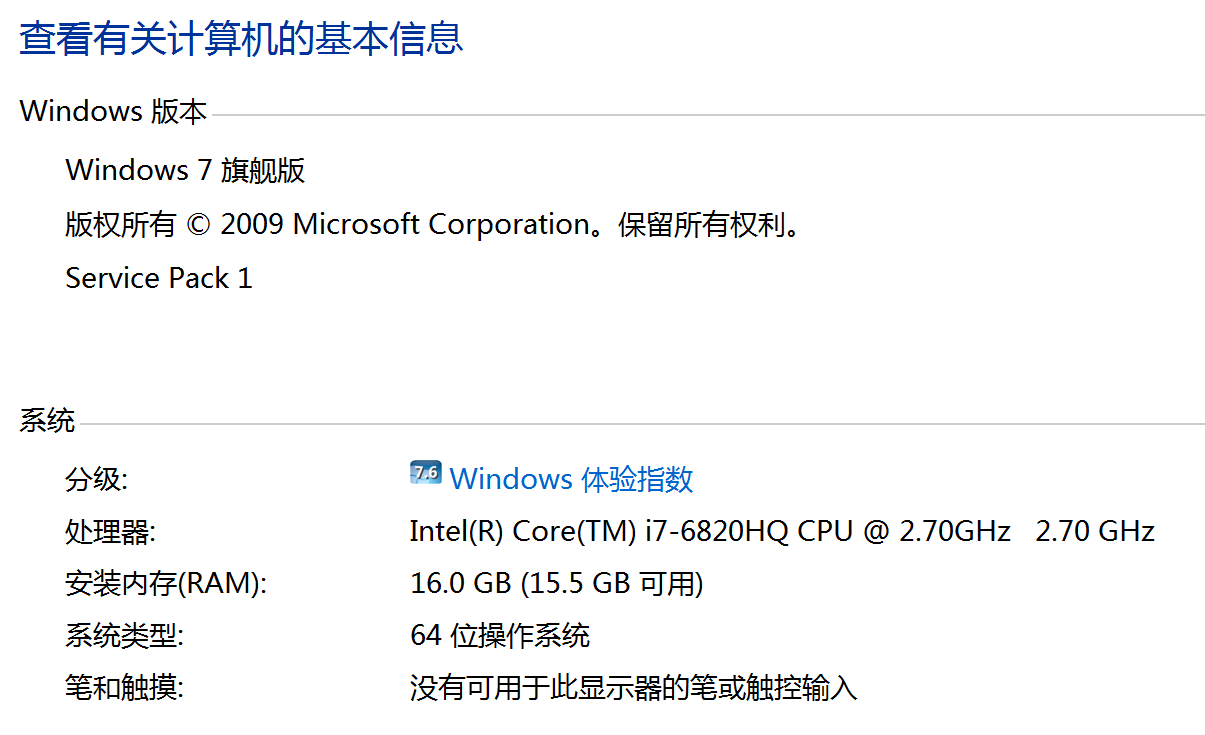 查看有关计算机的基本信息
Windows 版本
Windows 7 旗舰版
版权所有 © 2009 Microsoft Corporation。保留所有权利。
Service Pack 1
系统
分级: 7.6 Windows 体验指数
处理器: Intel(R) Core(TM) i7-6820HQ CPU @ 2.70GHz 2.70 GHz
安装内存(RAM): 16.0 GB (15.5 GB 可用)
系统类型: 64 位操作系统
笔和触摸: 没有可用于此显示器的笔或触控输入